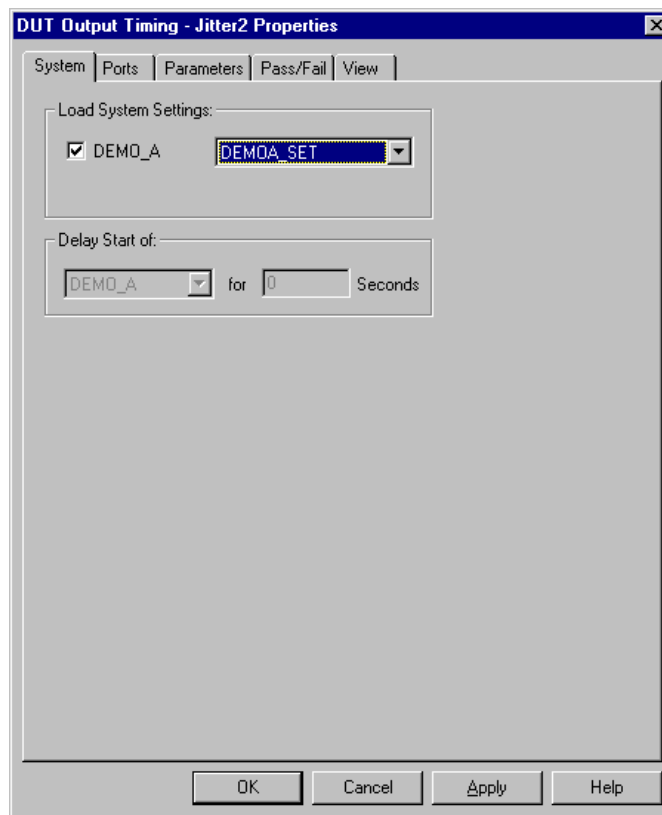 DUT Output Timing - Jitter2 Properties
System Ports Parameters Pass/Fail View
Load System Settings:
DEMO_A DEMOA_SET
Delay Start of:
DEMO_A for 0 Seconds
OK Cancel Apply Help